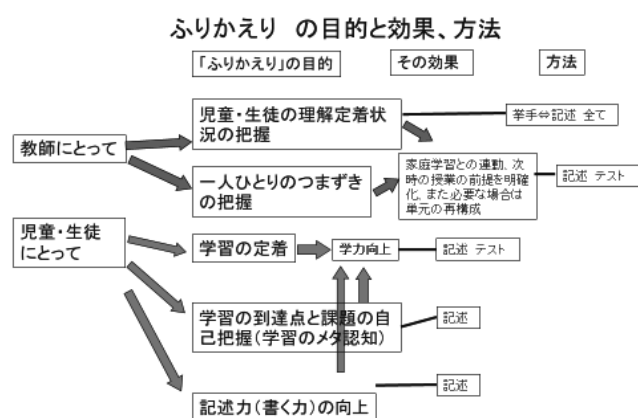 ふりかえり の目的と効果、方法
「ふりかえり」の目的
その効果
方法
教師にとって
児童・生徒の理解定着状
況の把握
挙手⇔記述 全て
一人ひとりのつまずき
の把握
家庭学習との連動、次
時の授業の前提を明確
化、また必要な場合は
単元の再構成
記述 テスト
児童・生徒
にとって
学習の定着
学力向上
記述 テスト
学習の到達点と課題の自
己把握(学習のメタ認知)
記述
記述力(書く力)の向上
記述